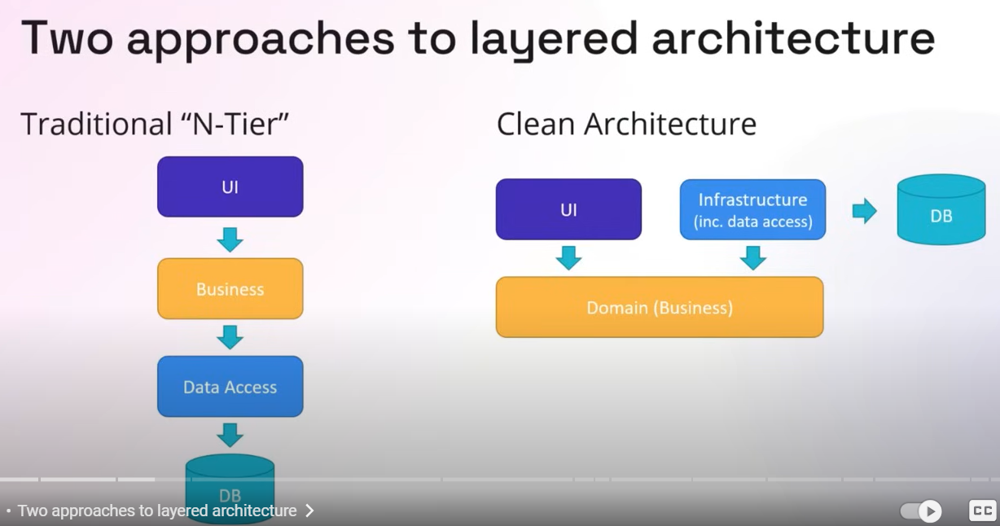 Two approaches to layered architecture
Traditional “N-Tier”
UI
Business
Data Access
DB
Clean Architecture
UI
Infrastructure
(inc. data access)
DB
Domain (Business)
• Two approaches to layered architecture
CC